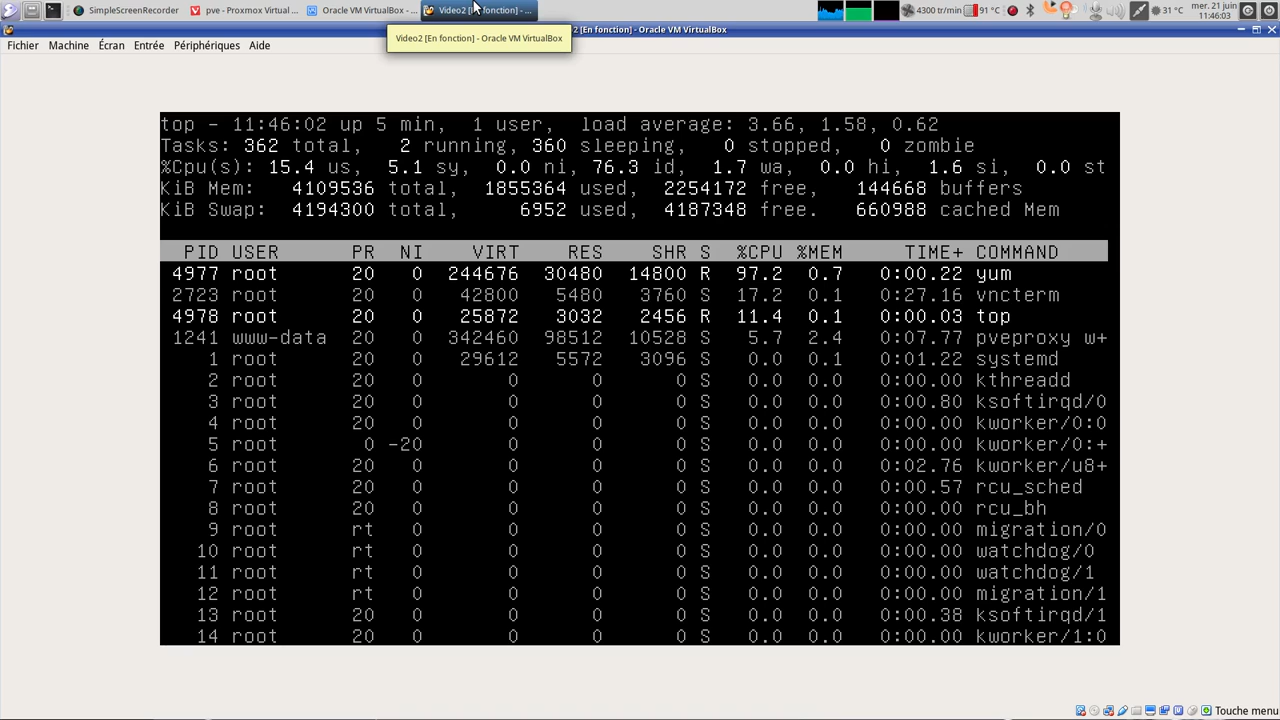 SimpleScreenRecorder pve - Proxmox Virtual ... Oracle VM VirtualBox - ... Video2 [En fonction] - ... 4300 tr/min 91 °C 31 °C mer. 21 juin
11:46:03
Video2 [En fonction] - Oracle VM VirtualBox
2 [En fonction] - Oracle VM VirtualBox
Fichier Machine Écran Entrée Périphériques Aide
top - 11:46:02 up 5 min, 1 user, load average: 3.66, 1.58, 0.62
Tasks: 362 total, 2 running, 360 sleeping, 0 stopped, 0 zombie
%Cpu(s): 15.4 us, 5.1 sy, 0.0 ni, 76.3 id, 1.7 wa, 0.0 hi, 1.6 si, 0.0 st
KiB Mem: 4109536 total, 1855364 used, 2254172 free, 144668 buffers
KiB Swap: 4194300 total, 6952 used, 4187348 free. 660988 cached Mem
PID USER PR NI VIRT RES SHR S %CPU %MEM TIME+ COMMAND
4977 root 20 0 244676 30480 14800 R 97.2 0.7 0:00.22 yum
2723 root 20 0 42800 5480 3760 S 17.2 0.1 0:27.16 vncterm
4978 root 20 0 25872 3032 2456 R 11.4 0.1 0:00.03 top
1241 www-data 20 0 342460 98512 10528 S 5.7 2.4 0:07.77 pveproxy w+
1 root 20 0 29612 5572 3096 S 0.0 0.1 0:01.22 systemd
2 root 20 0 0 0 0 S 0.0 0.0 0:00.00 kthreadd
3 root 20 0 0 0 0 S 0.0 0.0 0:00.80 ksoftirqd/0
4 root 20 0 0 0 0 S 0.0 0.0 0:00.00 kworker/0:0
5 root 0 -20 0 0 0 S 0.0 0.0 0:00.00 kworker/0:+
6 root 20 0 0 0 0 S 0.0 0.0 0:02.76 kworker/u8+
7 root 20 0 0 0 0 S 0.0 0.0 0:00.57 rcu_sched
8 root 20 0 0 0 0 S 0.0 0.0 0:00.00 rcu_bh
9 root rt 0 0 0 0 S 0.0 0.0 0:00.00 migration/0
10 root rt 0 0 0 0 S 0.0 0.0 0:00.00 watchdog/0
11 root rt 0 0 0 0 S 0.0 0.0 0:00.00 watchdog/1
12 root rt 0 0 0 0 S 0.0 0.0 0:00.00 migration/1
13 root 20 0 0 0 0 S 0.0 0.0 0:00.38 ksoftirqd/1
14 root 20 0 0 0 0 S 0.0 0.0 0:00.00 kworker/1:0
Touche menu